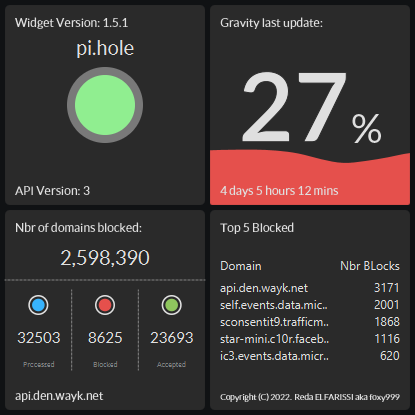 Widget Version: 1.5.1
pi.hole
API Version: 3
Gravity last update:
27%
4 days 5 hours 12 mins
Nbr of domains blocked:
2,598,390
32503 8625 23693
Processed Blocked Accepted
api.den.wayk.net
Top 5 Blocked
Domain Nbr BLocks
api.den.wayk.net 3171
self.events.data.mic.. 2001
sconsentit9.trafficm.. 1868
star-mini.c10r.faceb.. 1116
ic3.events.data.micr.. 620
Copyright (C) 2022. Reda ELFARISSI aka foxy999